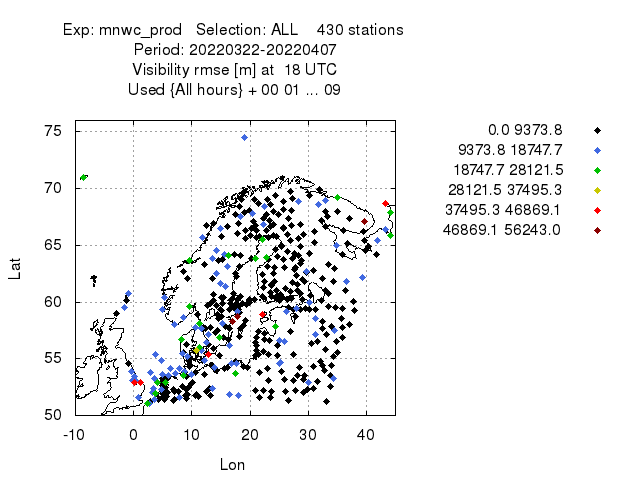 Exp: mnwc_prod Selection: ALL 430 stations
Period: 20220322-20220407
Visibility rmse [m] at 18 UTC
Used {All hours} + 00 01 ... 09
0.0 9373.8
9373.8 18747.7
18747.7 28121.5
28121.5 37495.3
37495.3 46869.1
46869.1 56243.0
75
70
65
60
55
50
Lat
-10 0 10 20 30 40
Lon